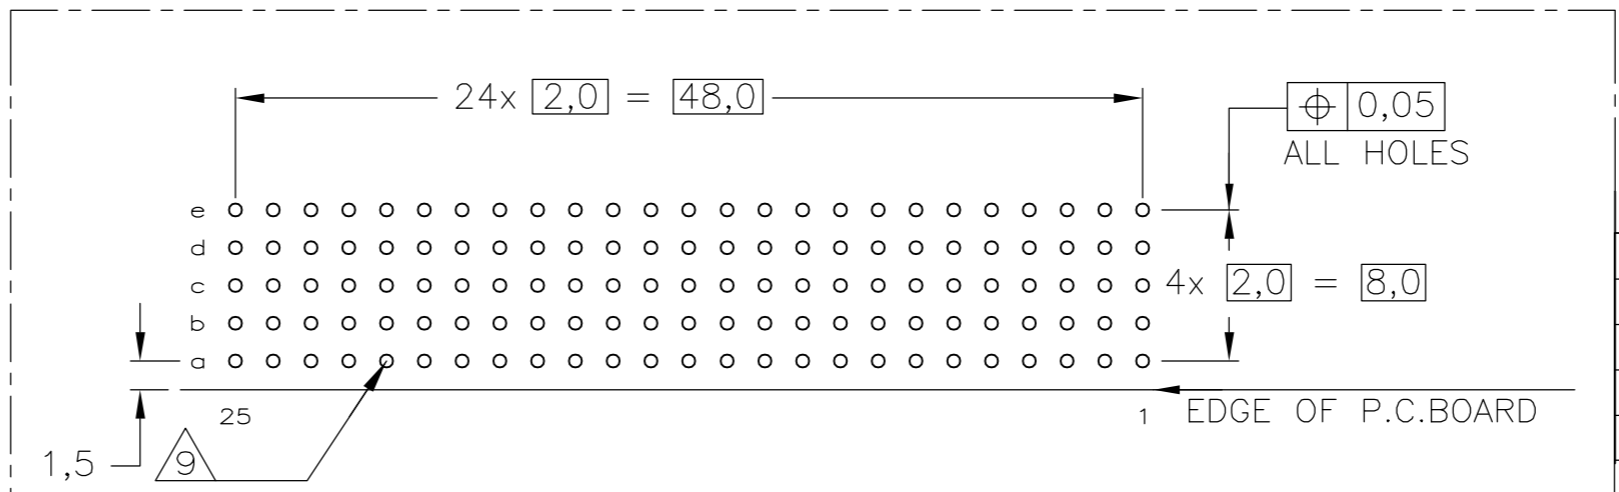 24x 2,0 = 48,0
⌖ 0,05
ALL HOLES
e
d
c
4x 2,0 = 8,0
b
a
25
1
EDGE OF P.C.BOARD
1,5
9